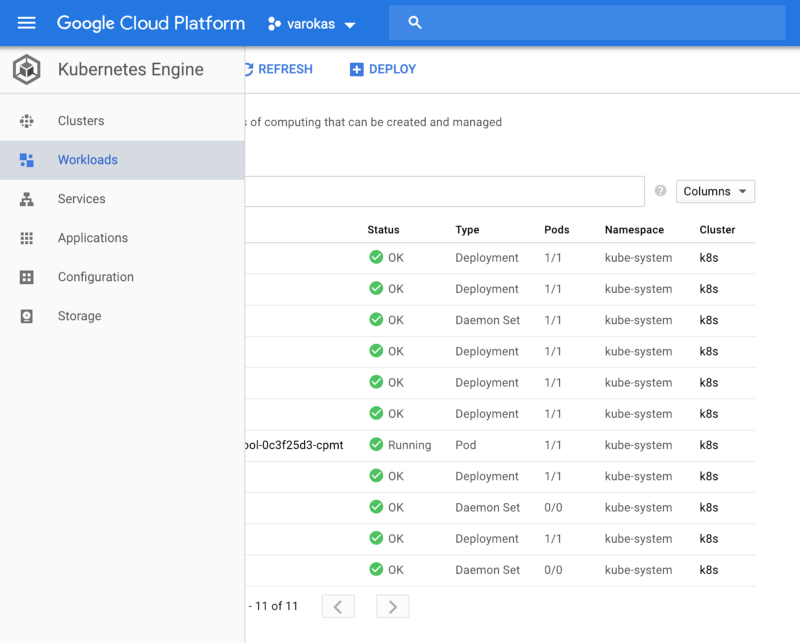 Google Cloud Platform varokas
Kubernetes Engine REFRESH DEPLOY
Clusters
of computing that can be created and managed
Workloads
Services Columns
Status Type Pods Namespace Cluster
Applications
OK Deployment 1/1 kube-system k8s
Configuration
OK Deployment 1/1 kube-system k8s
Storage
OK Daemon Set 1/1 kube-system k8s
OK Deployment 1/1 kube-system k8s
OK Deployment 1/1 kube-system k8s
OK Deployment 1/1 kube-system k8s
ool-0c3f25d3-cpmt Running Pod 1/1 kube-system k8s
OK Deployment 1/1 kube-system k8s
OK Daemon Set 0/0 kube-system k8s
OK Deployment 1/1 kube-system k8s
OK Daemon Set 0/0 kube-system k8s
- 11 of 11